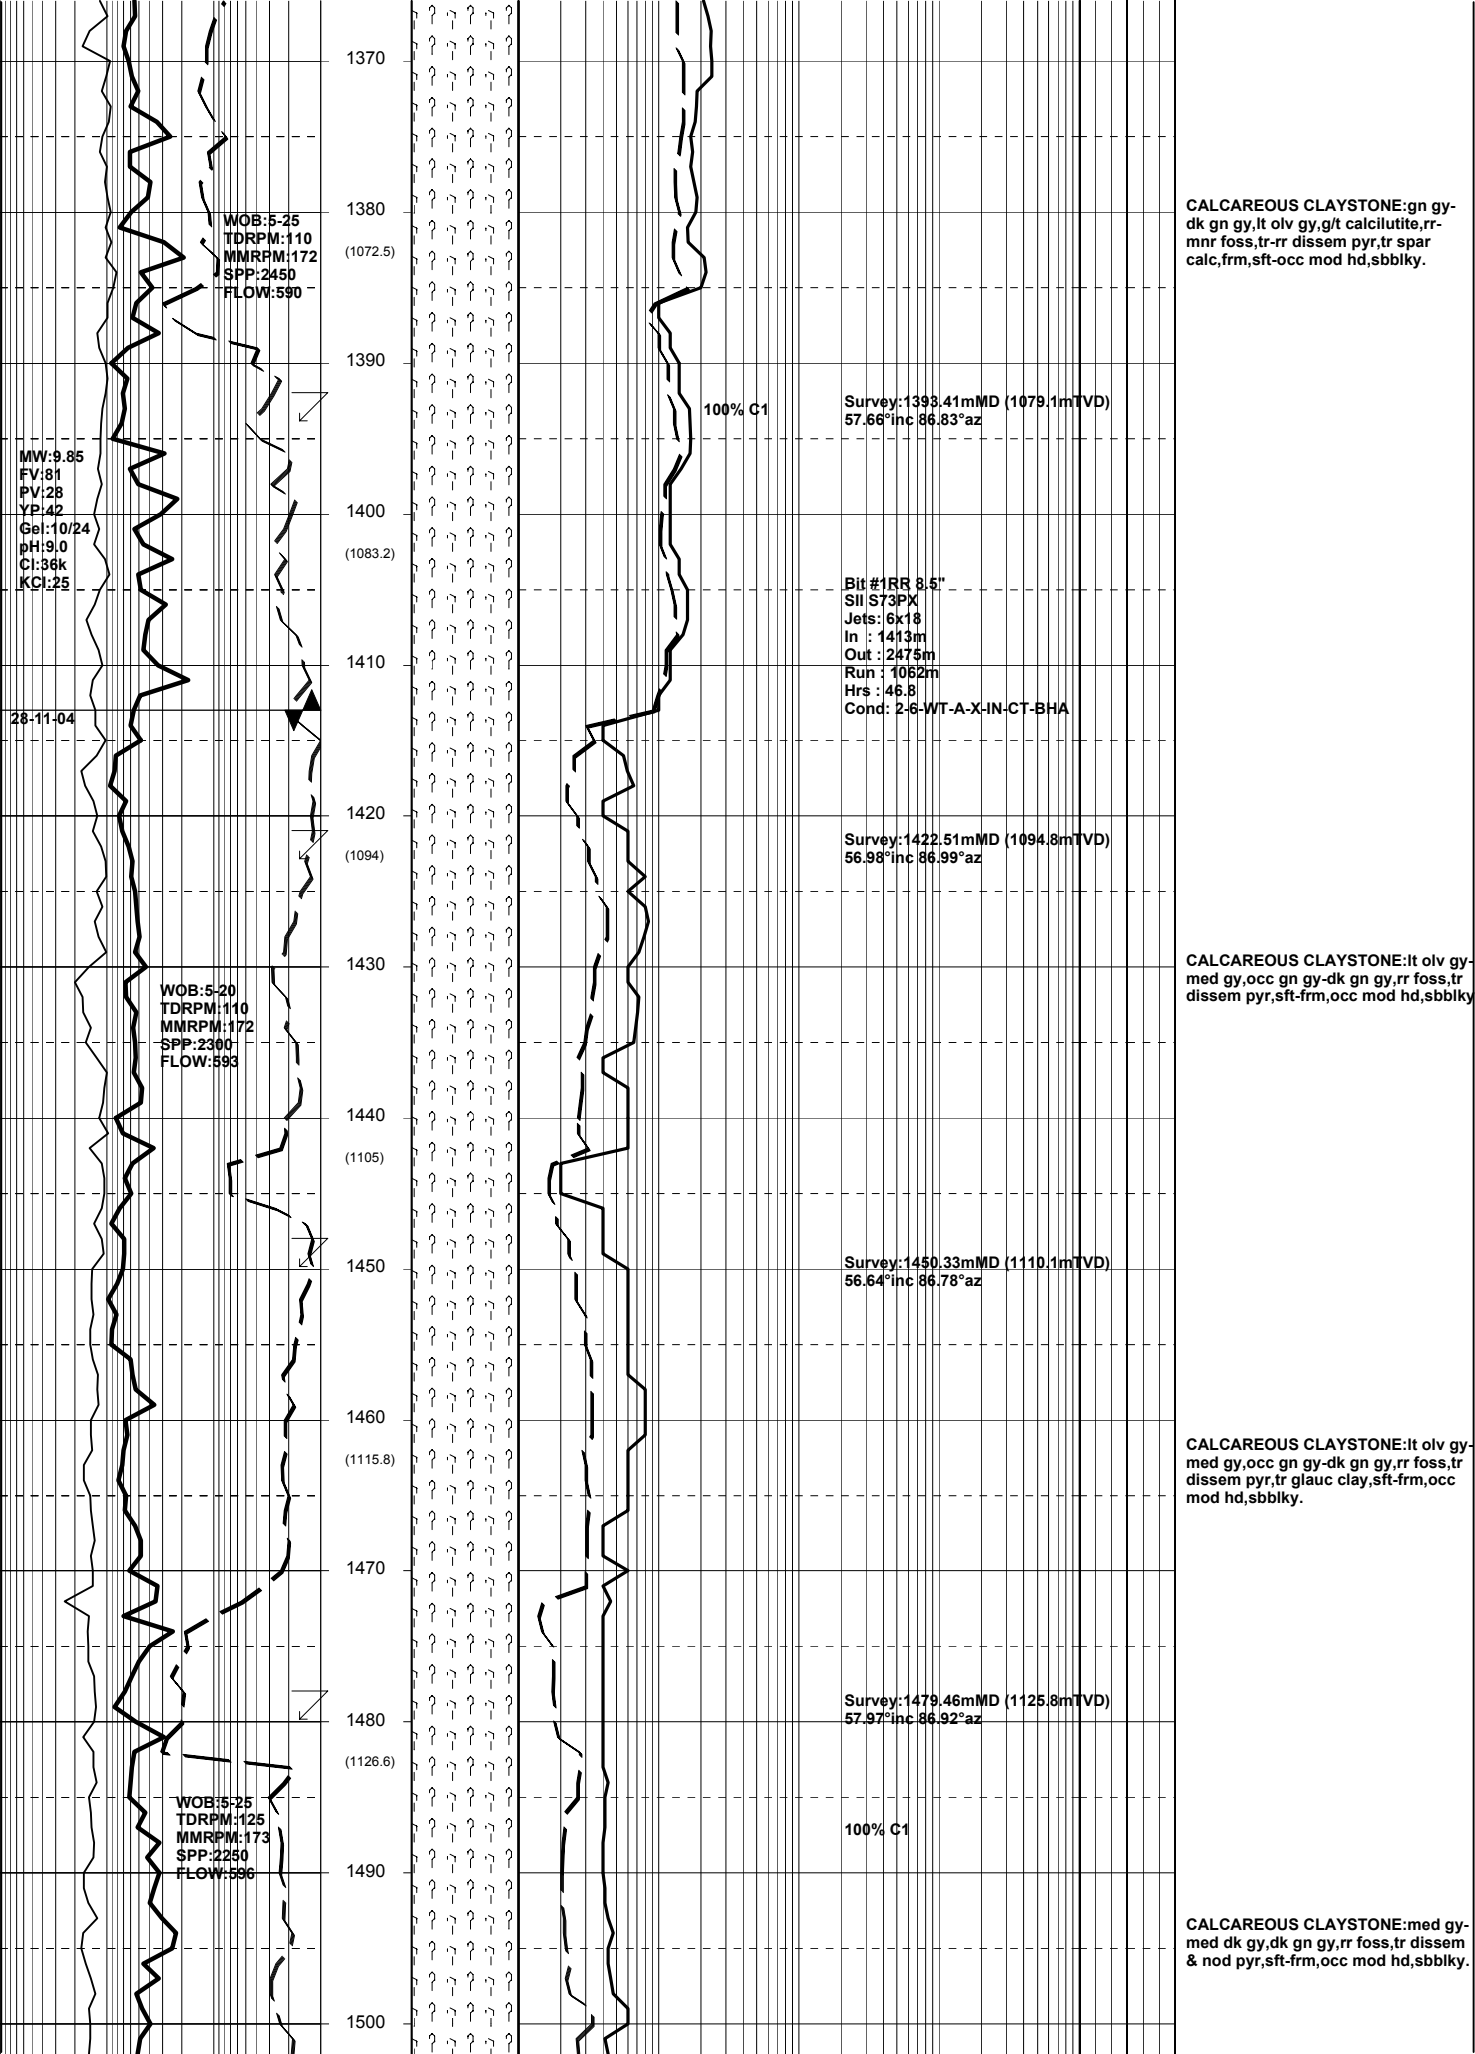 1370
1380
(1072.5)
1390
1400
(1083.2)
1410
1420
(1094)
1430
1440
(1105)
1450
1460
(1115.8)
1470
1480
(1126.6)
1490
1500
WOB:5-25
TDRPM:110
MMRPM:172
SPP:2450
FLOW:590
MW:9.85
FV:81
PV:28
YP:42
Gel:10/24
pH:9.0
Cl:36k
KCl:25
28-11-04
WOB:5-20
TDRPM:110
MMRPM:172
SPP:2300
FLOW:593
WOB:5-25
TDRPM:125
MMRPM:173
SPP:2250
FLOW:596
100% C1
Survey:1393.41mMD (1079.1mTVD)
57.66°inc 86.83°az
Bit #1RR 8.5"
SII S73PX
Jets: 6x18
In : 1413m
Out : 2475m
Run : 1062m
Hrs : 46.8
Cond: 2-6-WT-A-X-IN-CT-BHA
Survey:1422.51mMD (1094.8mTVD)
56.98°inc 86.99°az
Survey:1450.33mMD (1110.1mTVD)
56.64°inc 86.78°az
Survey:1479.46mMD (1125.8mTVD)
57.97°inc 86.92°az
100% C1
CALCAREOUS CLAYSTONE:gn gy-
dk gn gy,lt olv gy,g/t calcilutite,rr-
mnr foss,tr-rr dissem pyr,tr spar
calc,frm,sft-occ mod hd,sbblky.
CALCAREOUS CLAYSTONE:lt olv gy-
med gy,occ gn gy-dk gn gy,rr foss,tr
dissem pyr,sft-frm,occ mod hd,sbblky
CALCAREOUS CLAYSTONE:lt olv gy-
med gy,occ gn gy-dk gn gy,rr foss,tr
dissem pyr,tr glauc clay,sft-frm,occ
mod hd,sbblky.
CALCAREOUS CLAYSTONE:med gy-
med dk gy,dk gn gy,rr foss,tr dissem
& nod pyr,sft-frm,occ mod hd,sbblky.